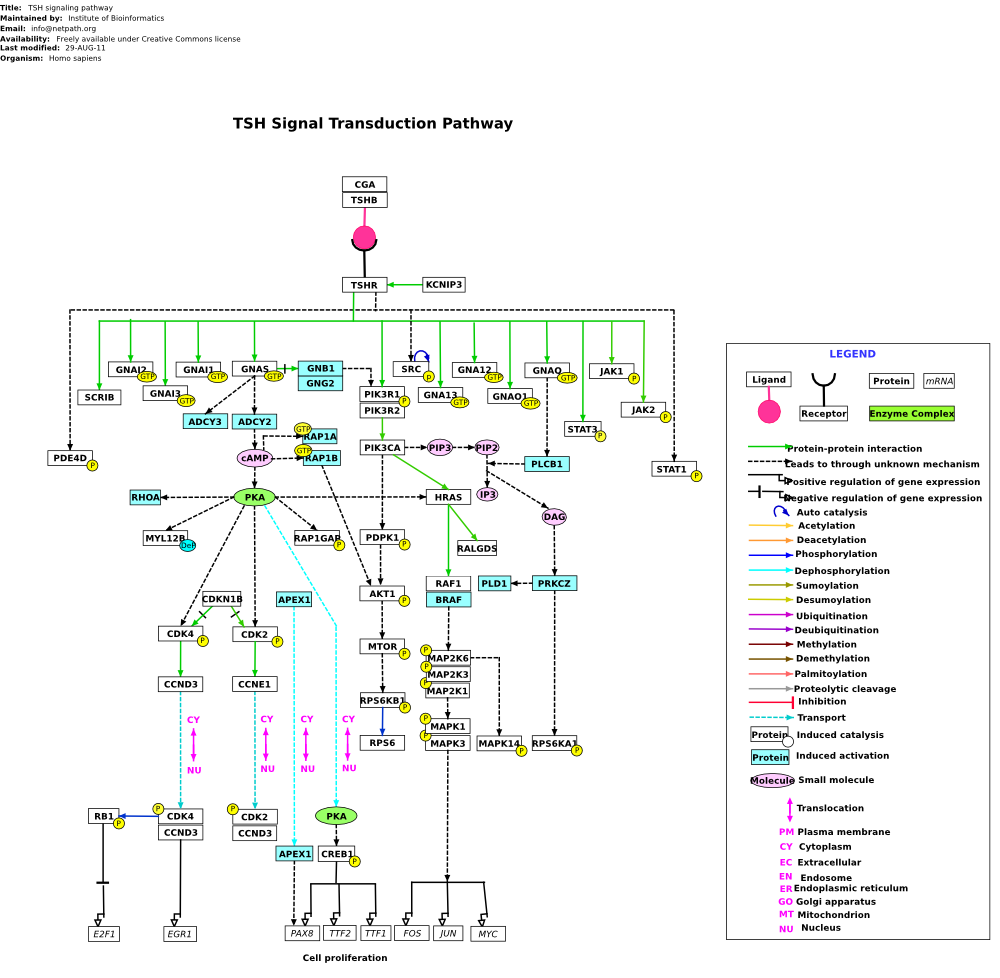 Title: TSH signaling pathway
Maintained by: Institute of Bioinformatics
Email: info@netpath.org
Availability: Freely available under Creative Commons license
Last modified: 29-AUG-11
Organism: Homo sapiens
TSH Signal Transduction Pathway
CGA
TSHB
TSHR
KCNIP3
GNAI2
GTP
GNAI1
GTP
GNAS
GTP
GNB1
GNG2
SRC
p
GNA12
GTP
GNAQ
GTP
JAK1
P
SCRIB
GNAI3
GTP
PIK3R1
P
PIK3R2
GNA13
GTP
GNAO1
GTP
JAK2
P
ADCY3
ADCY2
STAT3
P
GTP
RAP1A
GTP
RAP1B
PDE4D
P
cAMP
PIK3CA
PIP3
PIP2
PLCB1
STAT1
P
RHOA
PKA
HRAS
IP3
DAG
MYL12B
DeP
RAP1GAP
P
PDPK1
P
RALGDS
RAF1
BRAF
PLD1
PRKCZ
CDKN1B
APEX1
AKT1
P
CDK4
P
CDK2
P
MTOR
P
P
MAP2K6
P
MAP2K3
P
MAP2K1
CCND3
CCNE1
RPS6KB1
P
CY
CY
CY
CY
P
MAPK1
P
MAPK3
RPS6
MAPK14
P
RPS6KA1
P
NU
NU
NU
NU
RB1
P
P
CDK4
CCND3
P
CDK2
CCND3
PKA
APEX1
CREB1
P
E2F1
EGR1
PAX8
TTF2
TTF1
FOS
JUN
MYC
Cell proliferation
LEGEND
Ligand
Receptor
Protein
mRNA
Enzyme Complex
Protein-protein interaction
Leads to through unknown mechanism
Positive regulation of gene expression
Negative regulation of gene expression
Auto catalysis
Acetylation
Deacetylation
Phosphorylation
Dephosphorylation
Sumoylation
Desumoylation
Ubiquitination
Deubiquitination
Methylation
Demethylation
Palmitoylation
Proteolytic cleavage
Inhibition
Transport
Protein Induced catalysis
Protein Induced activation
Molecule Small molecule
Translocation
PM Plasma membrane
CY Cytoplasm
EC Extracellular
EN Endosome
ER Endoplasmic reticulum
GO Golgi apparatus
MT Mitochondrion
NU Nucleus